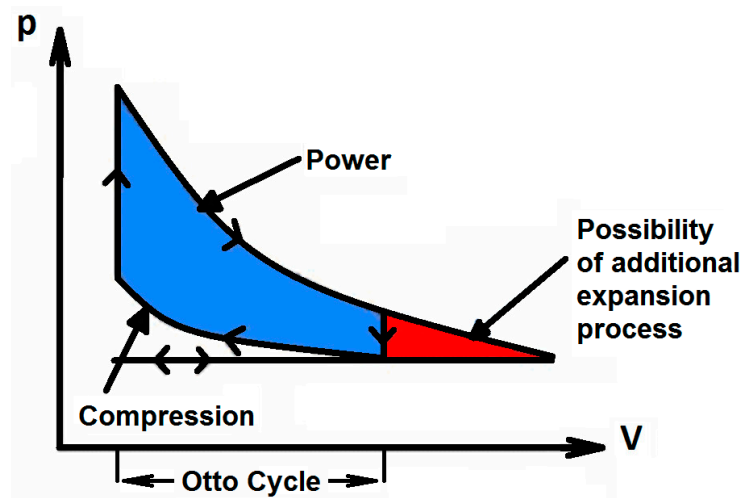 p
Power
Possibility
of additional
expansion
process
Compression
V
Otto Cycle